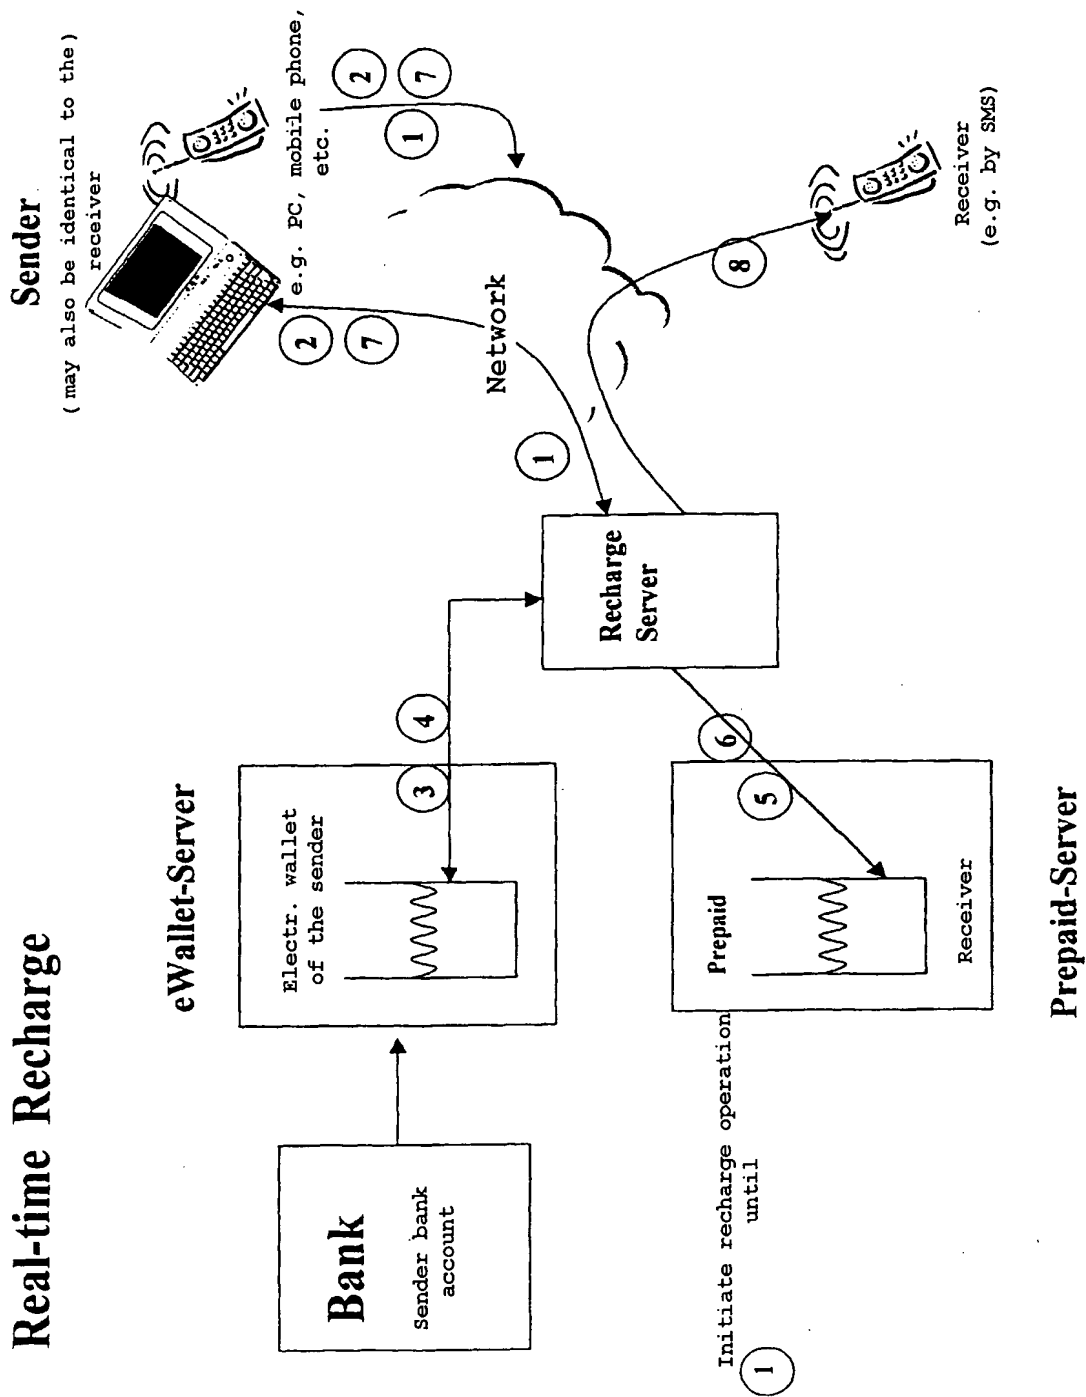 Real-time Recharge
Sender
(may also be identical to the)
receiver
eWallet-Server
e.g. PC, mobile phone,
etc.
2
7
1
2
7
Bank
Sender bank
account
Electr. wallet
of the sender
3
4
1
Network
Recharge
Server
8
Receiver
(e.g. by SMS)
1
Initiate recharge operation
until
Prepaid
5
6
Receiver
Prepaid-Server